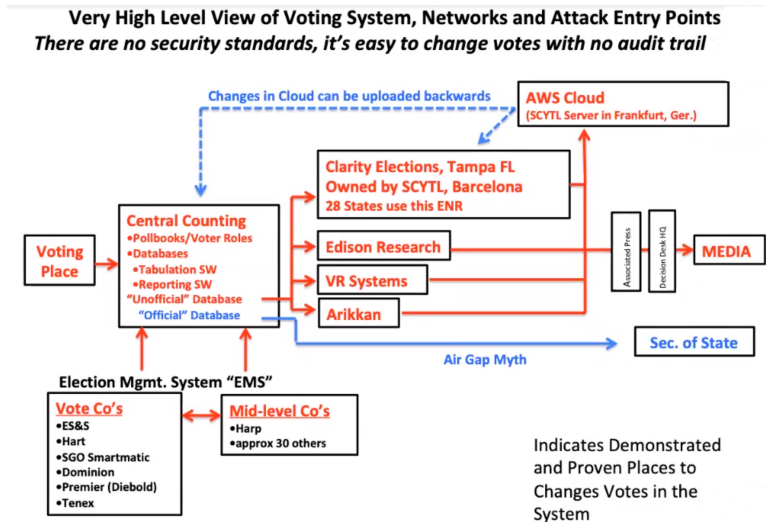 Very High Level View of Voting System, Networks and Attack Entry Points
There are no security standards, it’s easy to change votes with no audit trail
Changes in Cloud can be uploaded backwards
AWS Cloud
(SCYTL Server in Frankfurt, Ger.)
Clarity Elections, Tampa FL
Owned by SCYTL, Barcelona
28 States use this ENR
Central Counting
•Pollbooks/Voter Roles
•Databases
•Tabulation SW
•Reporting SW
“Unofficial” Database
“Official” Database
Voting
Place
Edison Research
VR Systems
Arikkan
Associated Press
Decision Desk HQ
MEDIA
Sec. of State
Air Gap Myth
Election Mgmt. System “EMS”
Vote Co’s
•ES&S
•Hart
•SGO Smartmatic
•Dominion
•Premier (Diebold)
•Tenex
Mid-level Co’s
•Harp
•approx 30 others
Indicates Demonstrated
and Proven Places to
Changes Votes in the
System